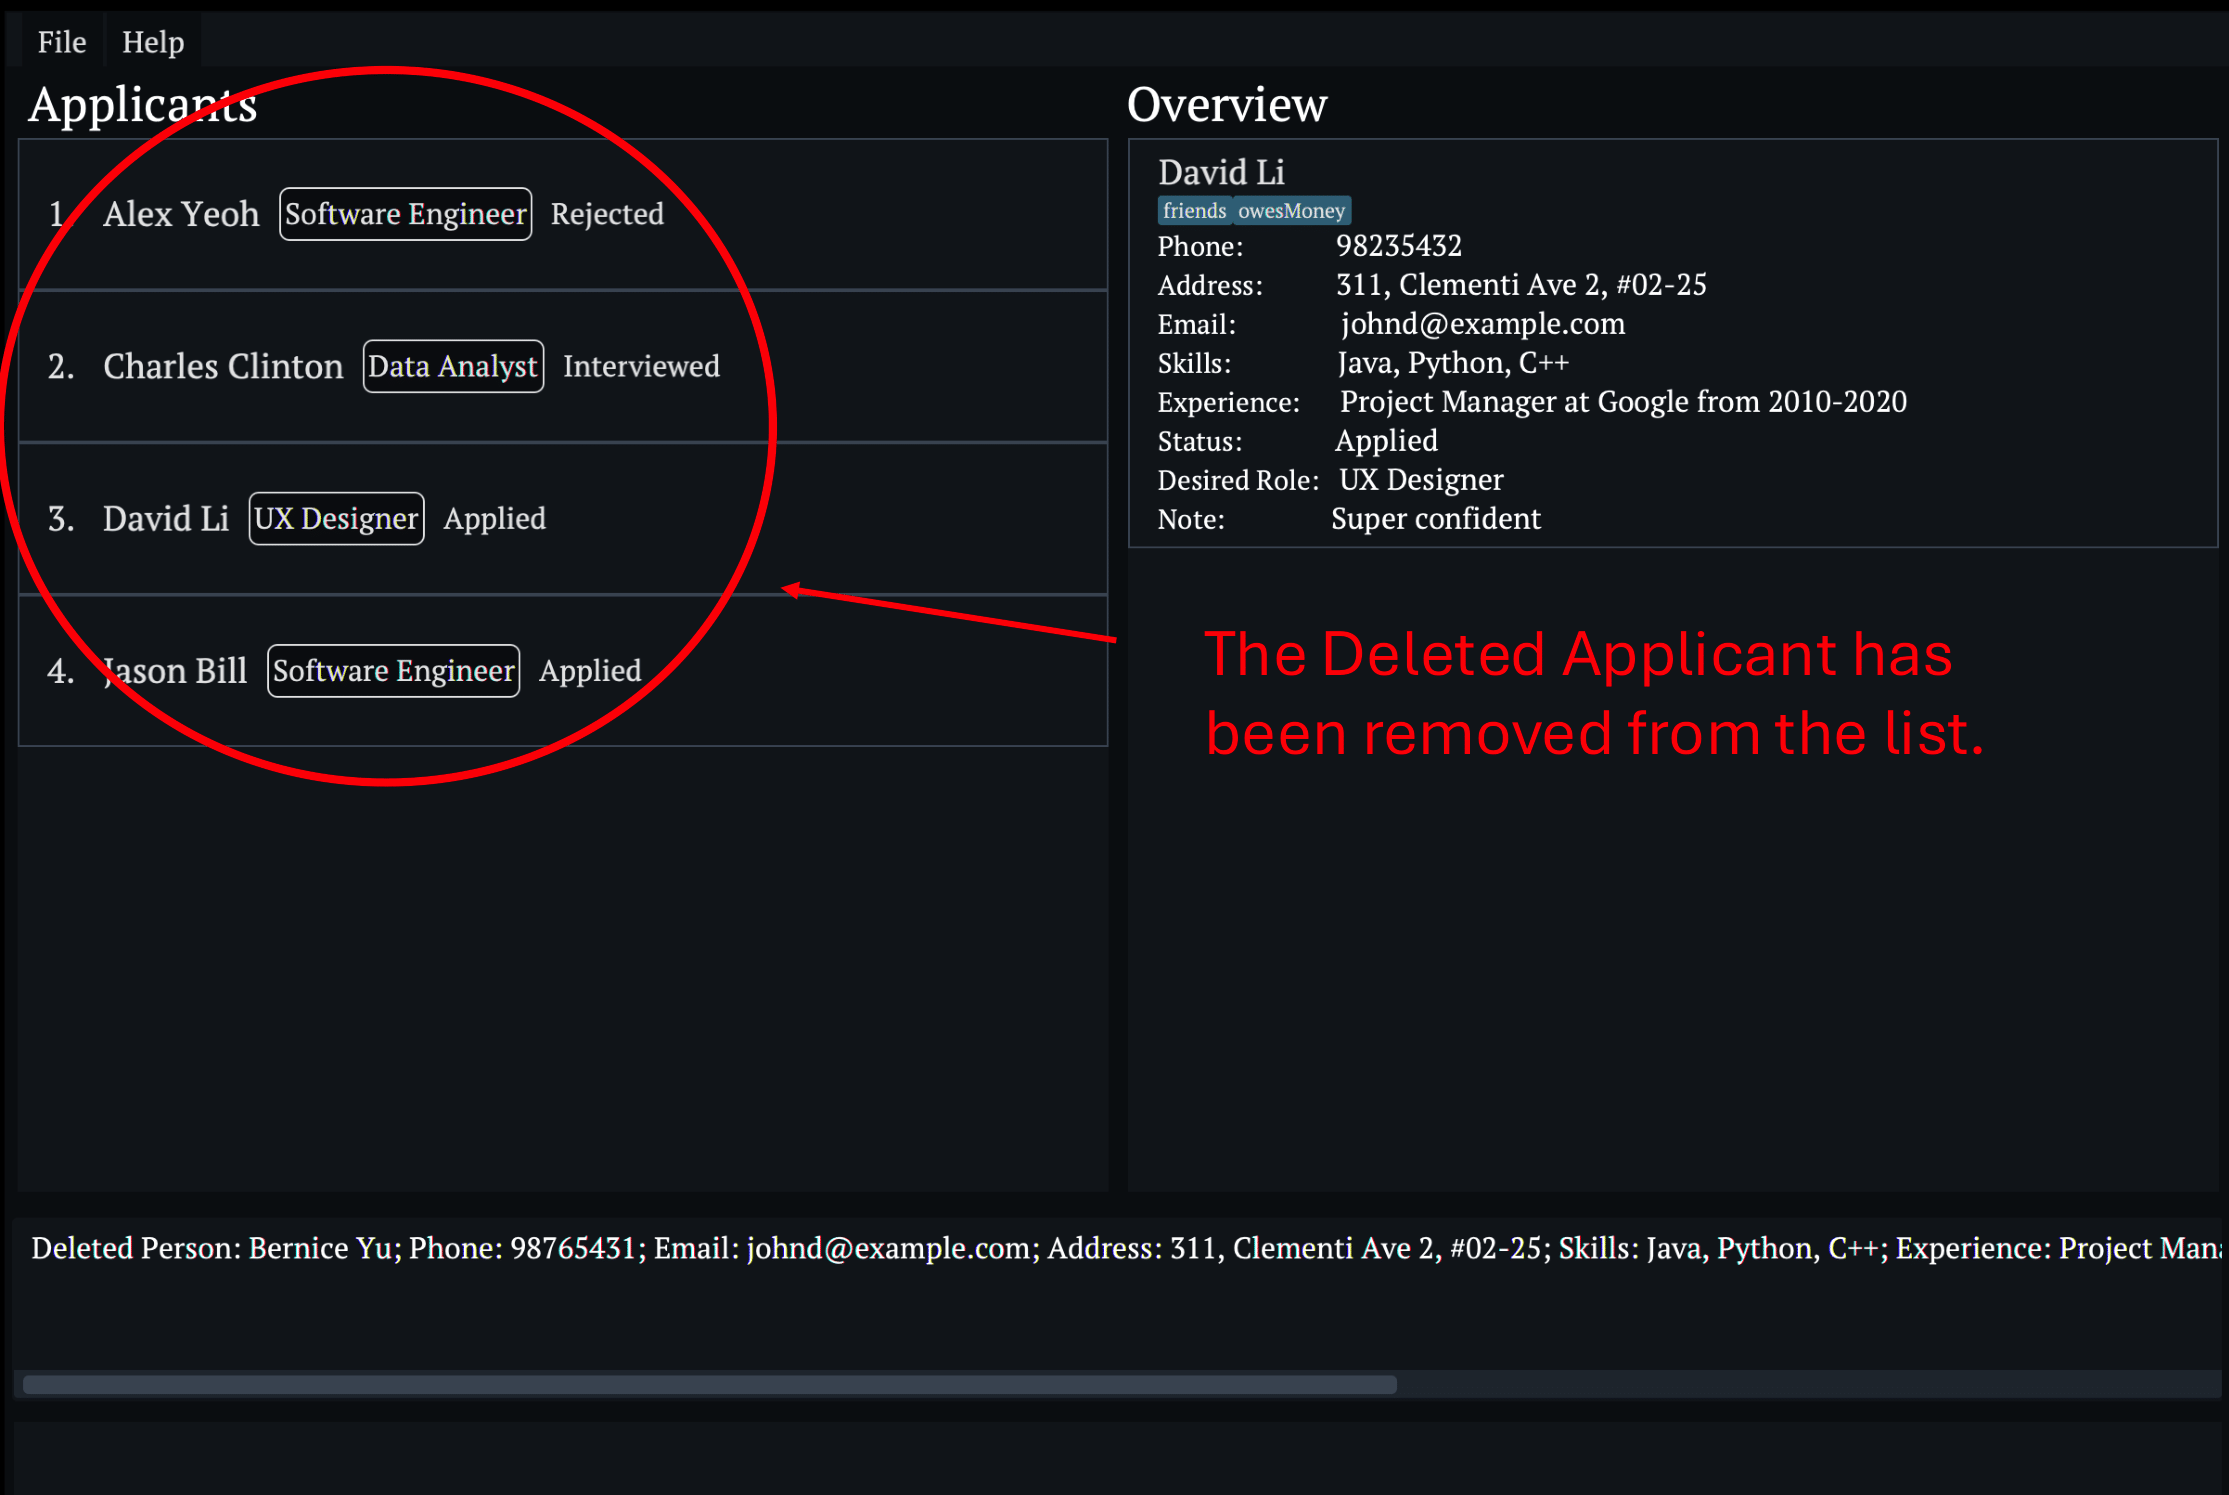 File Help
Applicants
1. Alex Yeoh Software Engineer Rejected
2. Charles Clinton Data Analyst Interviewed
3. David Li UX Designer Applied
4. Jason Bill Software Engineer Applied
Overview
David Li
friends owesMoney
Phone: 98235432
Address: 311, Clementi Ave 2, #02-25
Email: johnd@example.com
Skills: Java, Python, C++
Experience: Project Manager at Google from 2010-2020
Status: Applied
Desired Role: UX Designer
Note: Super confident
The Deleted Applicant has
been removed from the list.
Deleted Person: Bernice Yu; Phone: 98765431; Email: johnd@example.com; Address: 311, Clementi Ave 2, #02-25; Skills: Java, Python, C++; Experience: Project Mana